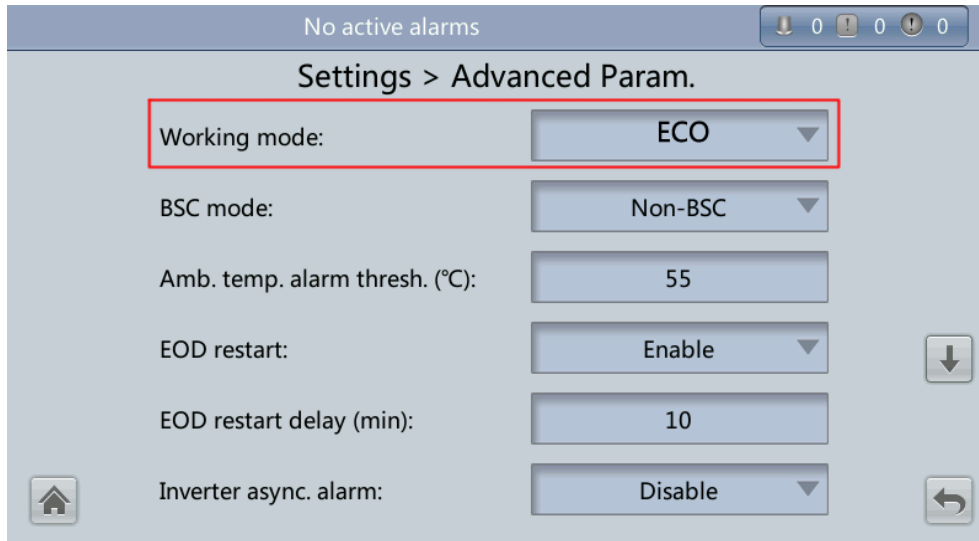 No active alarms 0 0 0
Settings > Advanced Param.
Working mode: ECO
BSC mode: Non-BSC
Amb. temp. alarm thresh. (℃): 55
EOD restart: Enable
EOD restart delay (min): 10
Inverter async. alarm: Disable